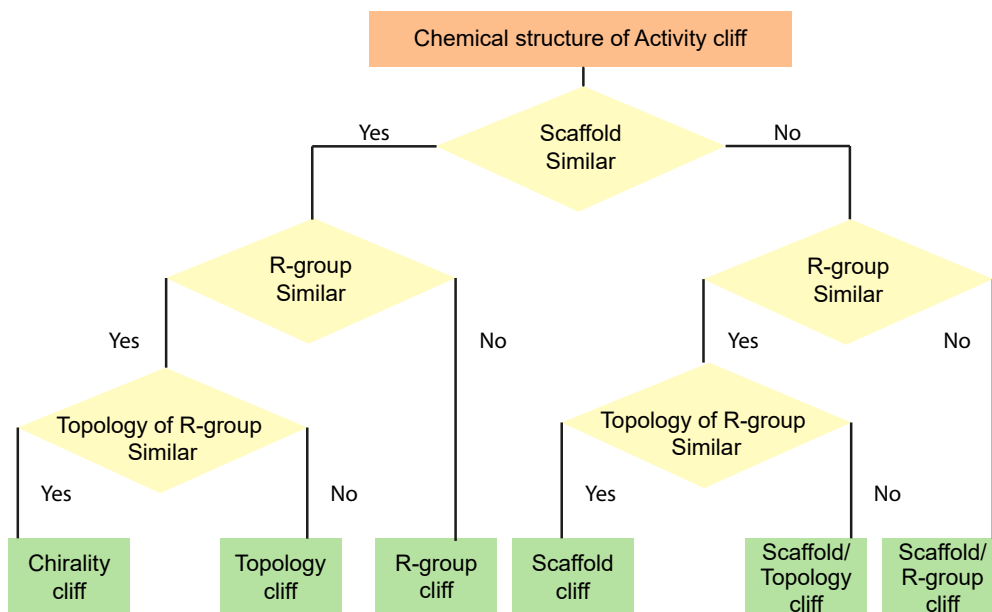 Chemical structure of Activity cliff
Yes
Scaffold
Similar
No
R-group
Similar
R-group
Similar
Yes
No
Yes
No
Topology of R-group
Similar
Topology of R-group
Similar
Yes
No
Yes
No
Chirality
cliff
Topology
cliff
R-group
cliff
Scaffold
cliff
Scaffold/
Topology
cliff
Scaffold/
R-group
cliff